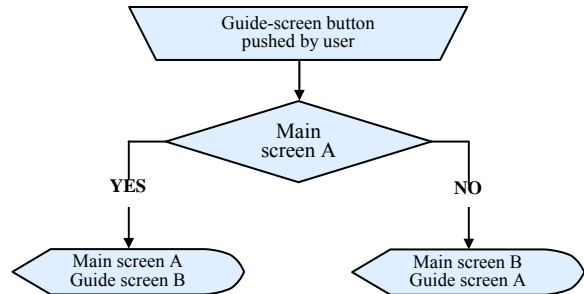 Guide-screen button
pushed by user
Main
screen A
YES
NO
Main screen A
Guide screen B
Main screen B
Guide screen A